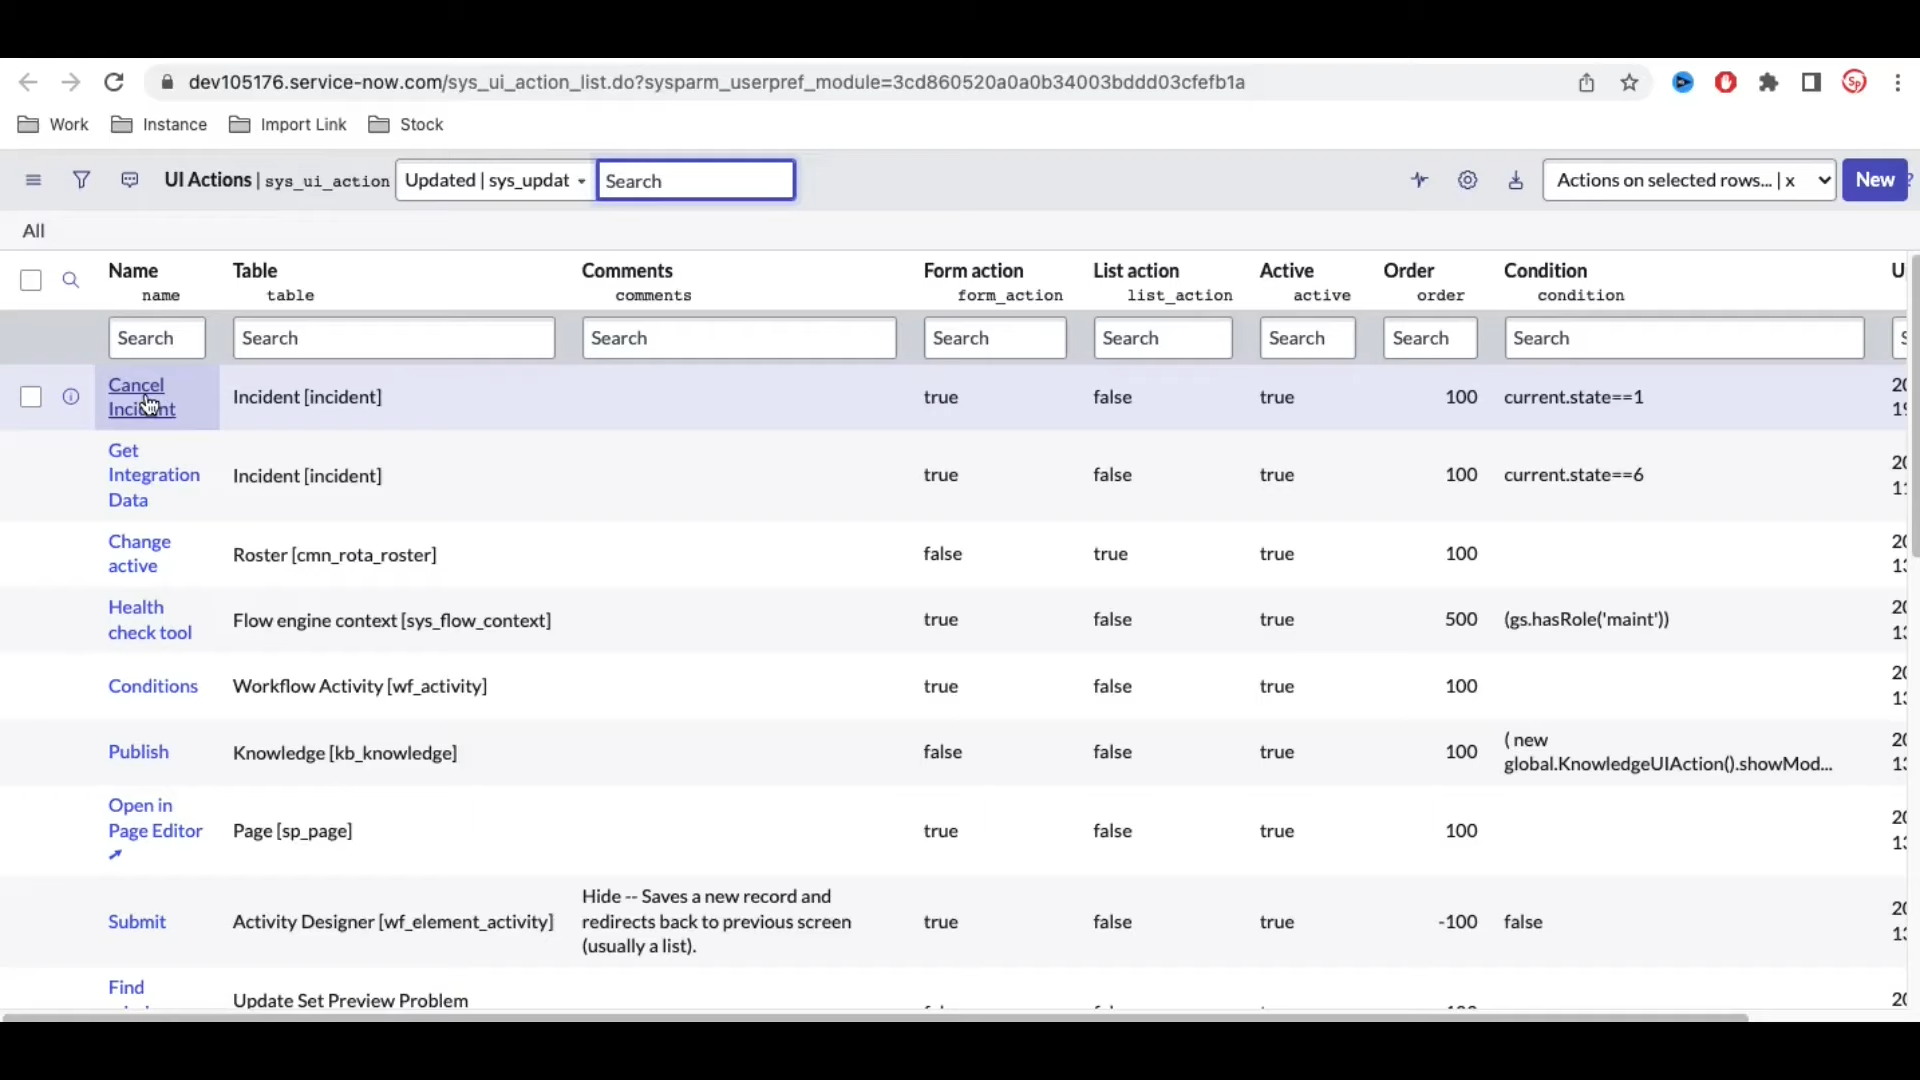 dev105176.service-now.com/sys_ui_action_list.do?sysparm_userpref_module=3cd860520a0a0b34003bddd03cfefb1a
Sp
Work Instance Import Link Stock
UI Actions | sys_ui_action Updated | sys_updat Search Actions on selected rows... | x New ?
All
Name Table Comments Form action List action Active Order Condition U
name table comments form_action list_action active order condition
Search Search Search Search Search Search Search Search S
Cancel Incident Incident [incident] true false true 100 current.state==1
Get Integration Data Incident [incident] true false true 100 current.state==6
Change active Roster [cmn_rota_roster] false true true 100
Health check tool Flow engine context [sys_flow_context] true false true 500 (gs.hasRole('maint'))
Conditions Workflow Activity [wf_activity] true false true 100
Publish Knowledge [kb_knowledge] false true true 100 ( new global.KnowledgeUIAction().showMod...
Open in Page Editor ➚ Page [sp_page] true false true 100
Submit Activity Designer [wf_element_activity] Hide -- Saves a new record and redirects back to previous screen (usually a list). true false true -100 false
Find Update Set Preview Problem